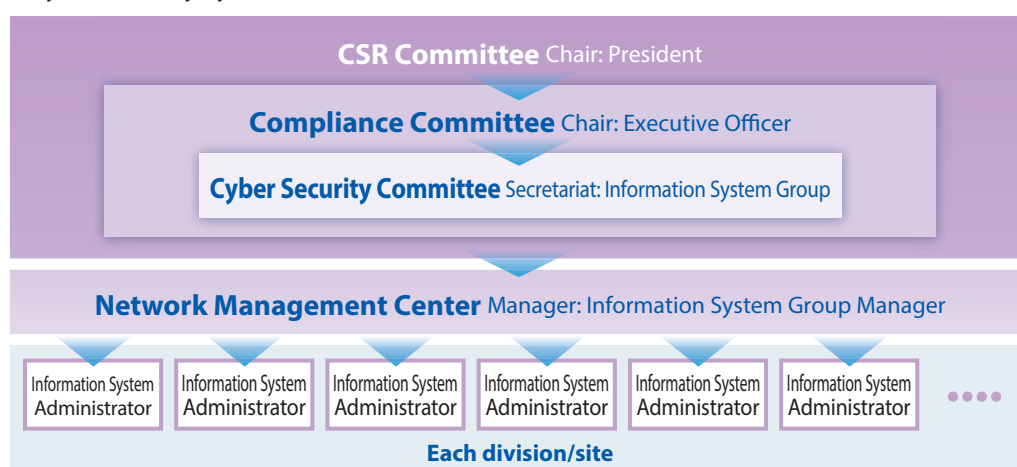 CSR Committee Chair: President
Compliance Committee Chair: Executive Officer
Cyber Security Committee Secretariat: Information System Group
Network Management Center Manager: Information System Group Manager
Information System
Administrator
Information System
Administrator
Information System
Administrator
Information System
Administrator
Information System
Administrator
Information System
Administrator
Each division/site